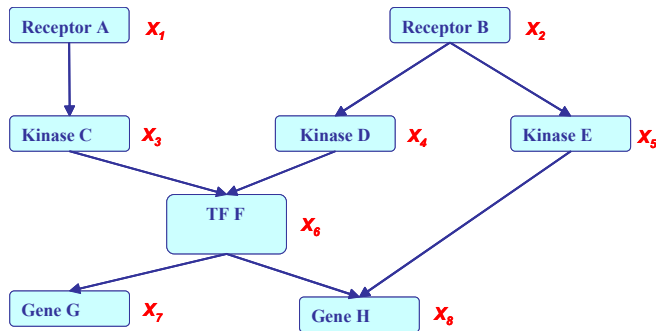 Receptor A X1 Receptor B X2
Kinase C X3 Kinase D X4 Kinase E X5
TF F X6
Gene G X7 Gene H X8